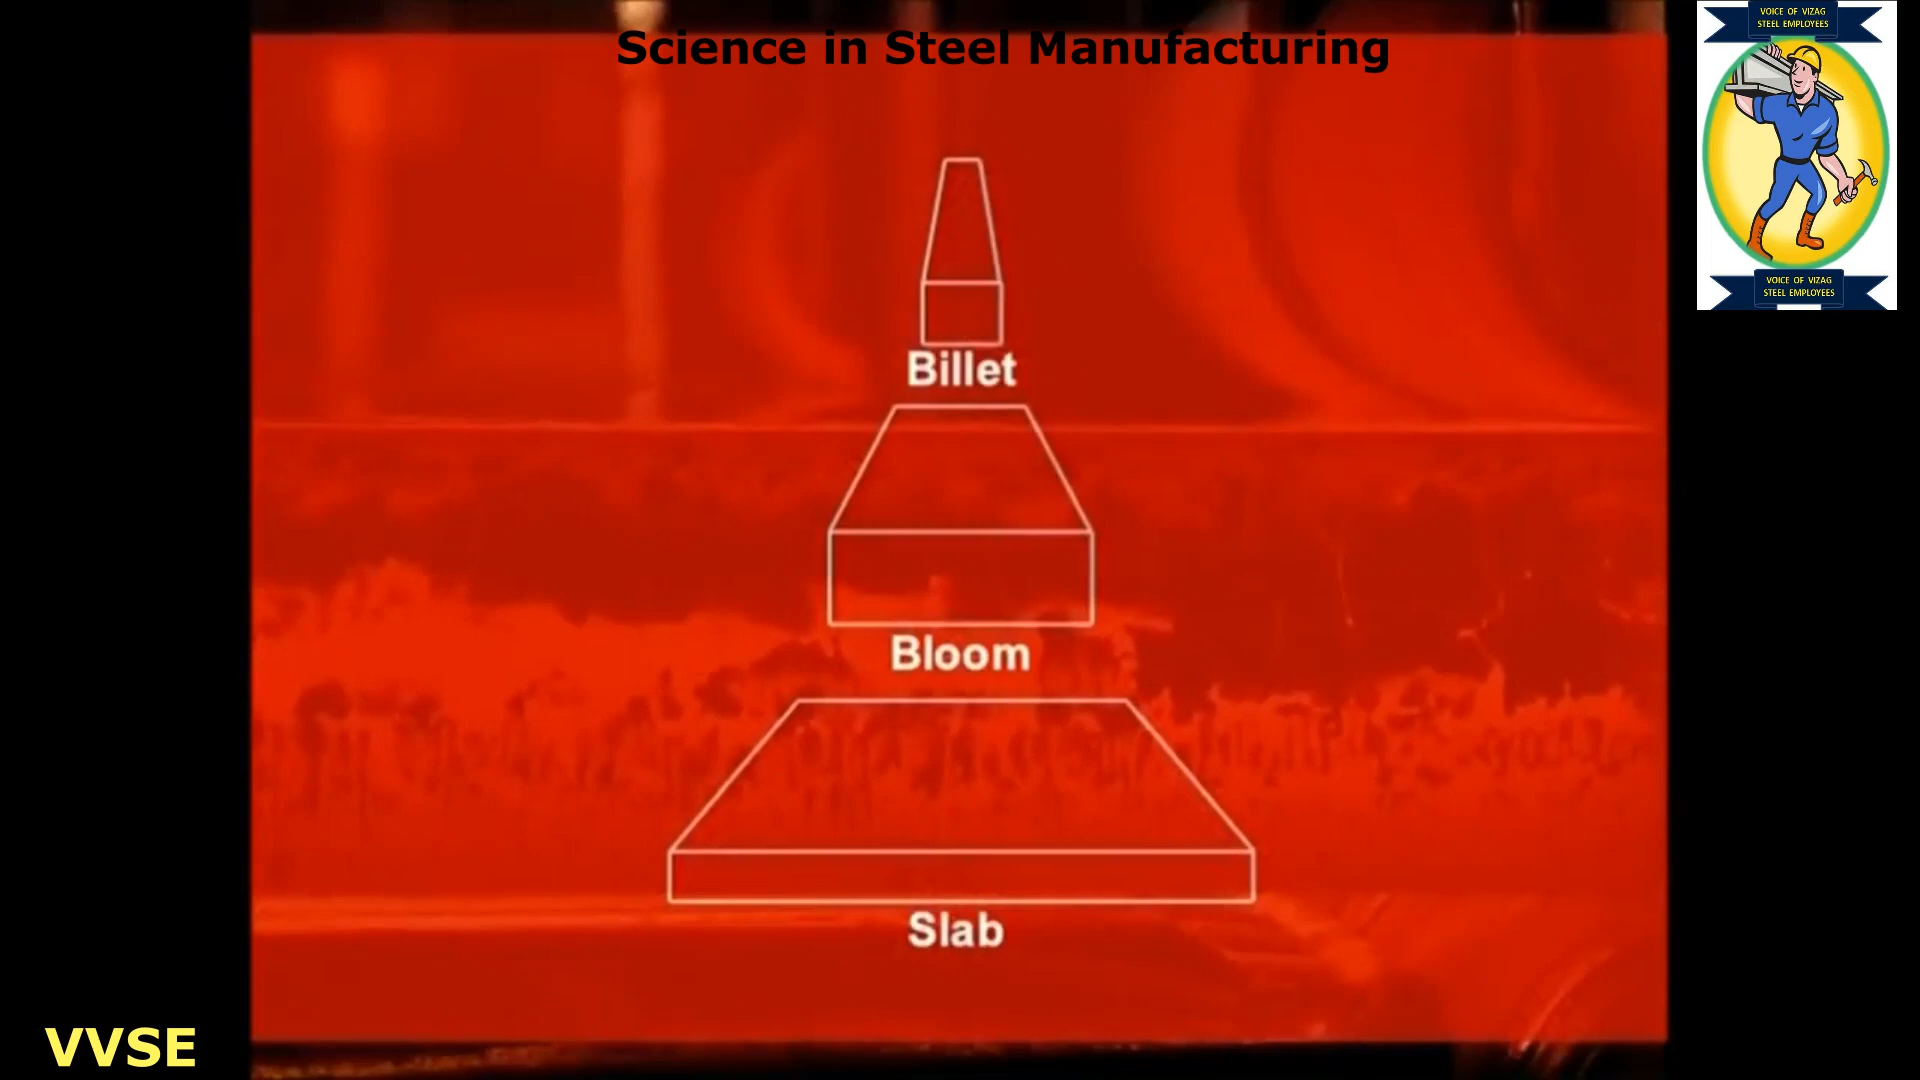 Science in Steel Manufacturing
VOICE OF VIZAG
STEEL EMPLOYEES
VOICE OF VIZAG
STEEL EMPLOYEES
Billet
Bloom
Slab
VVSE